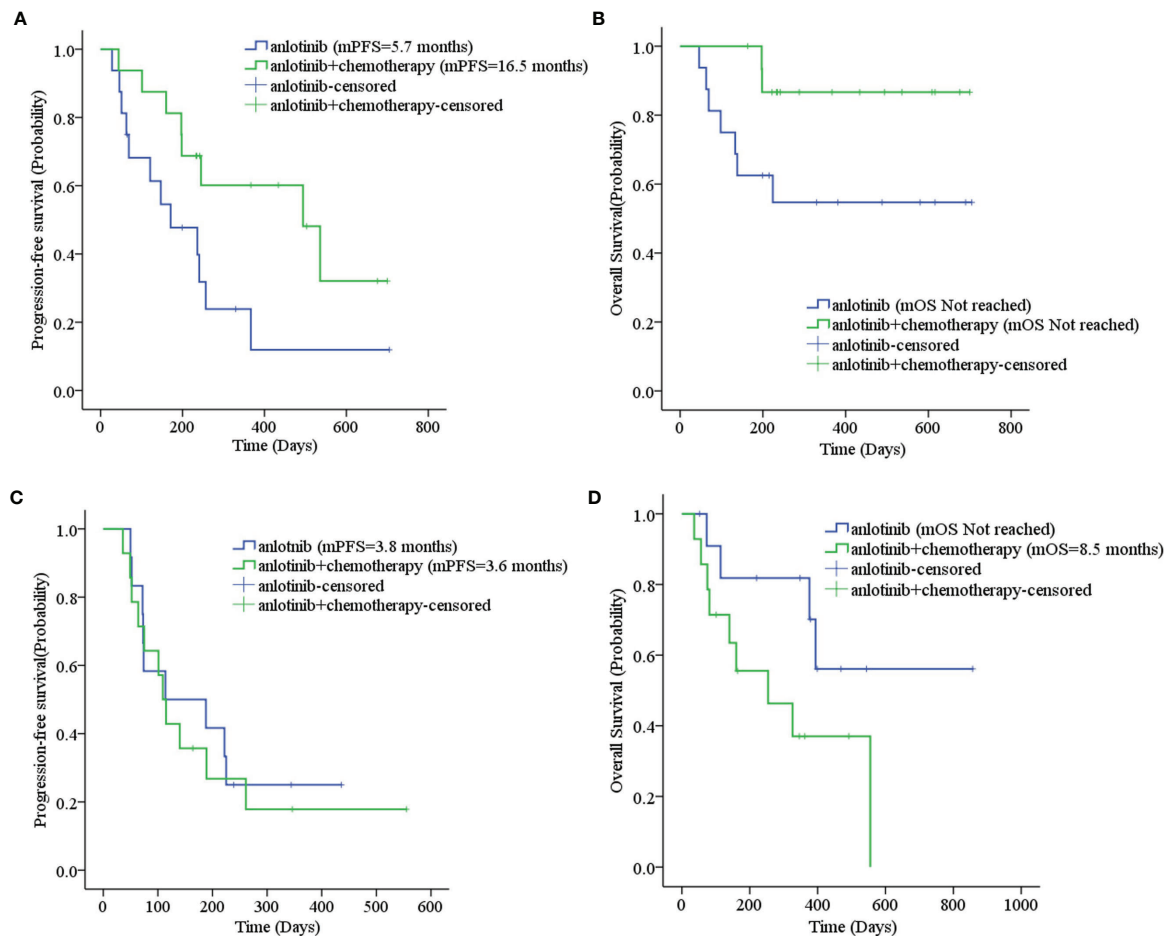 A
Progression-free survival (Probability)
1.0
0.8
0.6
0.4
0.2
0.0
anlotinib (mPFS=5.7 months)
anlotinib+chemotherapy (mPFS=16.5 months)
anlotinib-censored
anlotinib+chemotherapy-censored
0 200 400 600 800
Time (Days)
B
Overall Survival(Probability)
1.0
0.8
0.6
0.4
0.2
0.0
anlotinib (mOS Not reached)
anlotinib+chemotherapy (mOS Not reached)
anlotinib-censored
anlotinib+chemotherapy-censored
0 200 400 600 800
Time (Days)
C
Progression-free survival(Probability)
1.0
0.8
0.6
0.4
0.2
0.0
anlotnib (mPFS=3.8 months)
anlotinib+chemotherapy (mPFS=3.6 months)
anlotinib-censored
anlotinib+chemotherapy-censored
0 100 200 300 400 500 600
Time (Days)
D
Overall Survival (Probability)
1.0
0.8
0.6
0.4
0.2
0.0
anlotinib (mOS Not reached)
anlotinib+chemotherapy (mOS=8.5 months)
anlotinib-censored
anlotinib+chemotherapy-censored
0 200 400 600 800 1000
Time (Days)